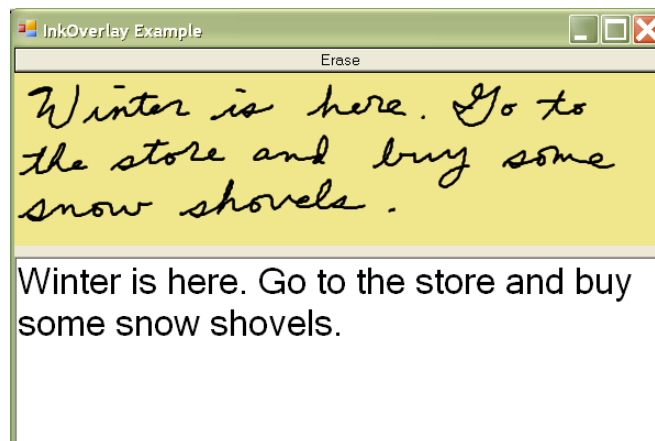 InkOverlay Example
Erase
Winter is here. Go to
the store and buy some
snow shovels.
Winter is here. Go to the store and buy
some snow shovels.